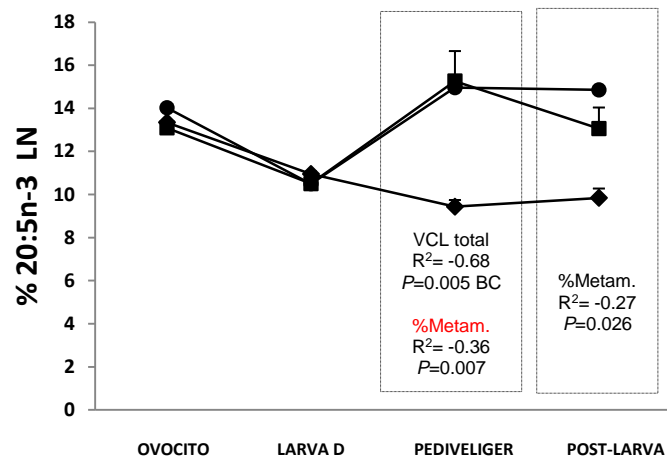 18
16
14
12
10
8
6
4
2
0
% 20:5n-3 LN
VCL total
R²= -0.68
P=0.005 BC
%Metam.
R²= -0.36
P=0.007
%Metam.
R²= -0.27
P=0.026
OVOCITO LARVA D PEDIVELIGER POST-LARVA